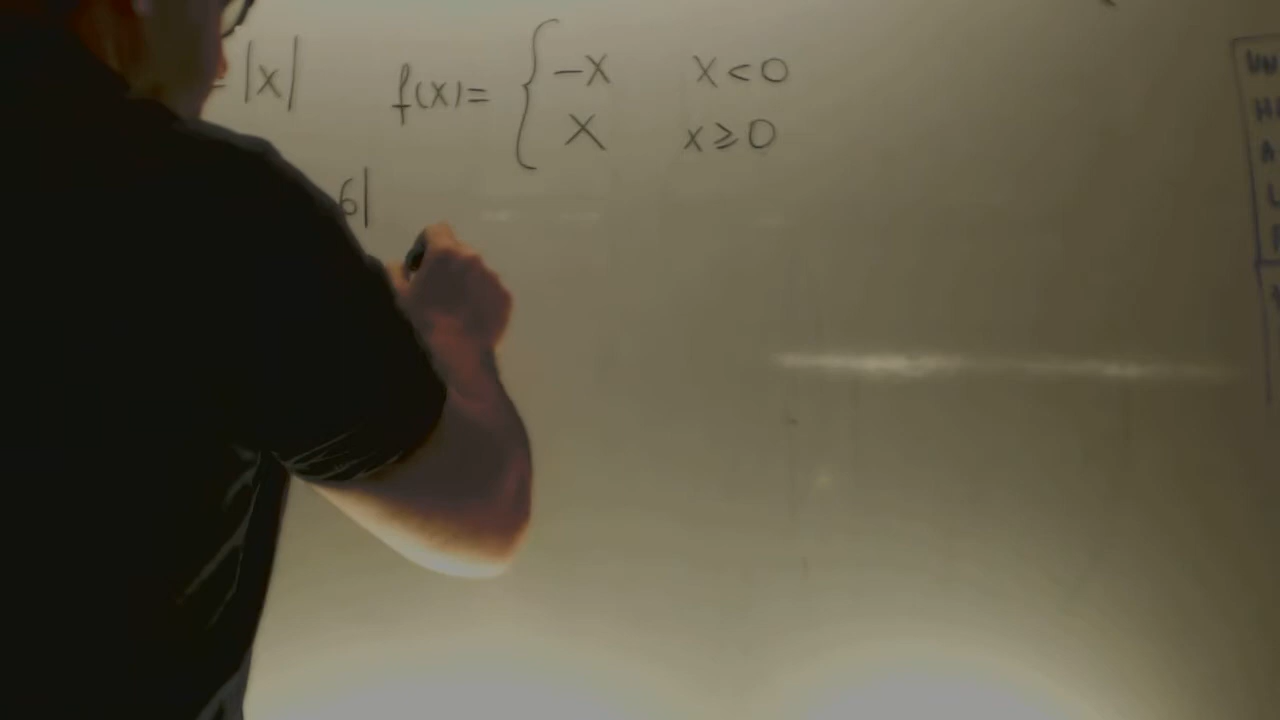 = |x| f(x)= { -x x<0
x x≥0
6|